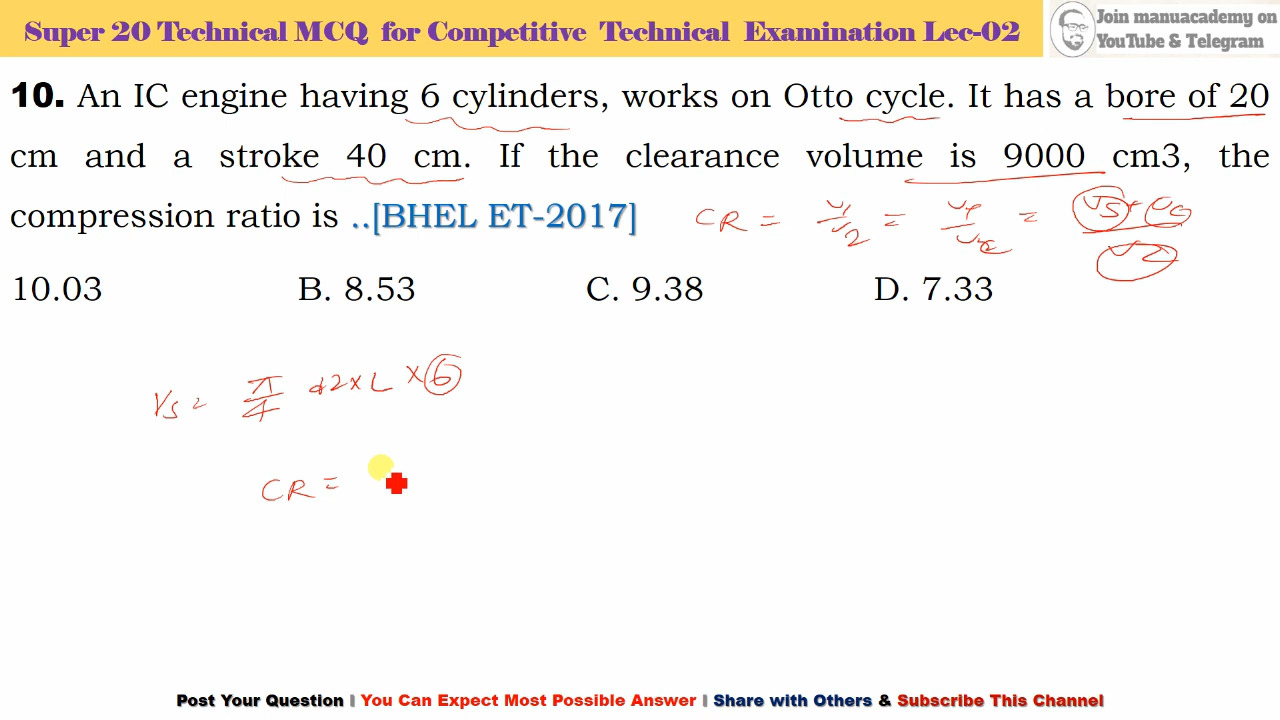 Super 20 Technical MCQ for Competitive Technical Examination Lec-02
Join manuacademy on
YouTube & Telegram
10. An IC engine having 6 cylinders, works on Otto cycle. It has a bore of 20
cm and a stroke 40 cm. If the clearance volume is 9000 cm3, the
compression ratio is ..[BHEL ET-2017]
CR =
10.03 B. 8.53 C. 9.38 D. 7.33
Vs = π/4 d2 × L × 6
CR =
Post Your Question | You Can Expect Most Possible Answer | Share with Others & Subscribe This Channel